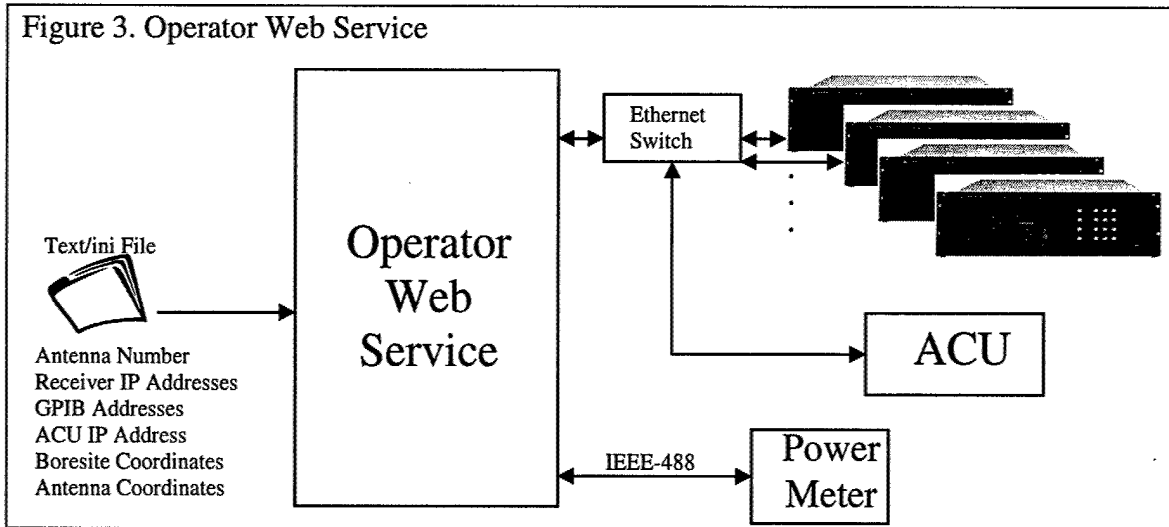 Figure 3. Operator Web Service
Ethernet
Switch
Text/ini File
Operator
Web
Service
Antenna Number
Receiver IP Addresses
GPIB Addresses
ACU IP Address
Boresite Coordinates
Antenna Coordinates
ACU
IEEE-488
Power
Meter